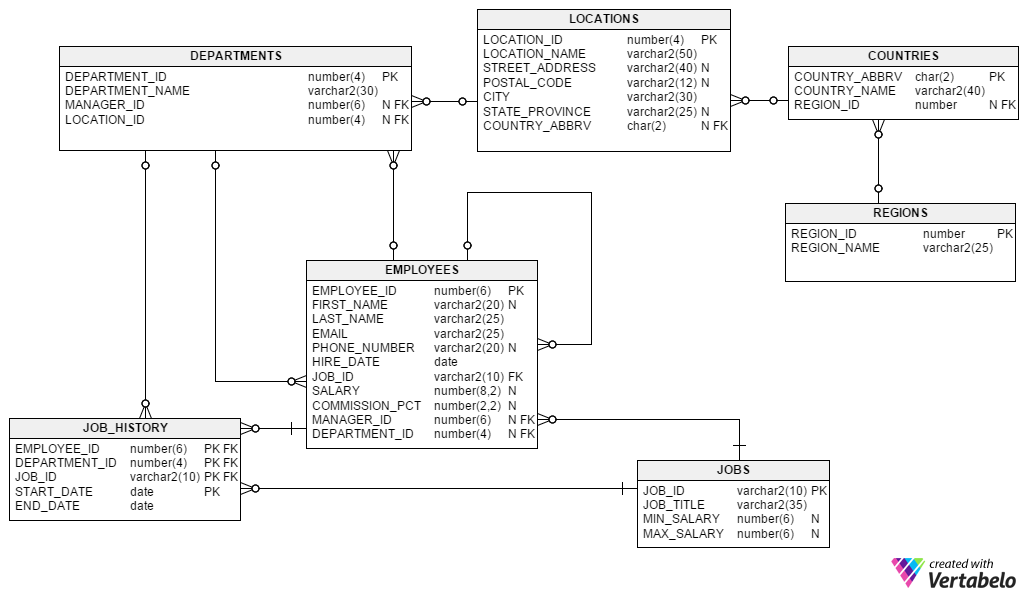 LOCATIONS
LOCATION_ID number(4) PK
LOCATION_NAME varchar2(50)
STREET_ADDRESS varchar2(40) N
POSTAL_CODE varchar2(12) N
CITY varchar2(30)
STATE_PROVINCE varchar2(25) N
COUNTRY_ABBRV char(2) N FK
DEPARTMENTS
DEPARTMENT_ID number(4) PK
DEPARTMENT_NAME varchar2(30)
MANAGER_ID number(6) N FK
LOCATION_ID number(4) N FK
COUNTRIES
COUNTRY_ABBRV char(2) PK
COUNTRY_NAME varchar2(40)
REGION_ID number N FK
REGIONS
REGION_ID number PK
REGION_NAME varchar2(25)
EMPLOYEES
EMPLOYEE_ID number(6) PK
FIRST_NAME varchar2(20) N
LAST_NAME varchar2(25)
EMAIL varchar2(25)
PHONE_NUMBER varchar2(20) N
HIRE_DATE date
JOB_ID varchar2(10) FK
SALARY number(8,2) N
COMMISSION_PCT number(2,2) N
MANAGER_ID number(6) N FK
DEPARTMENT_ID number(4) N FK
JOB_HISTORY
EMPLOYEE_ID number(6) PK FK
DEPARTMENT_ID number(4) PK FK
JOB_ID varchar2(10) PK FK
START_DATE date PK
END_DATE date
JOBS
JOB_ID varchar2(10) PK
JOB_TITLE varchar2(35)
MIN_SALARY number(6) N
MAX_SALARY number(6) N
created with
Vertabelo